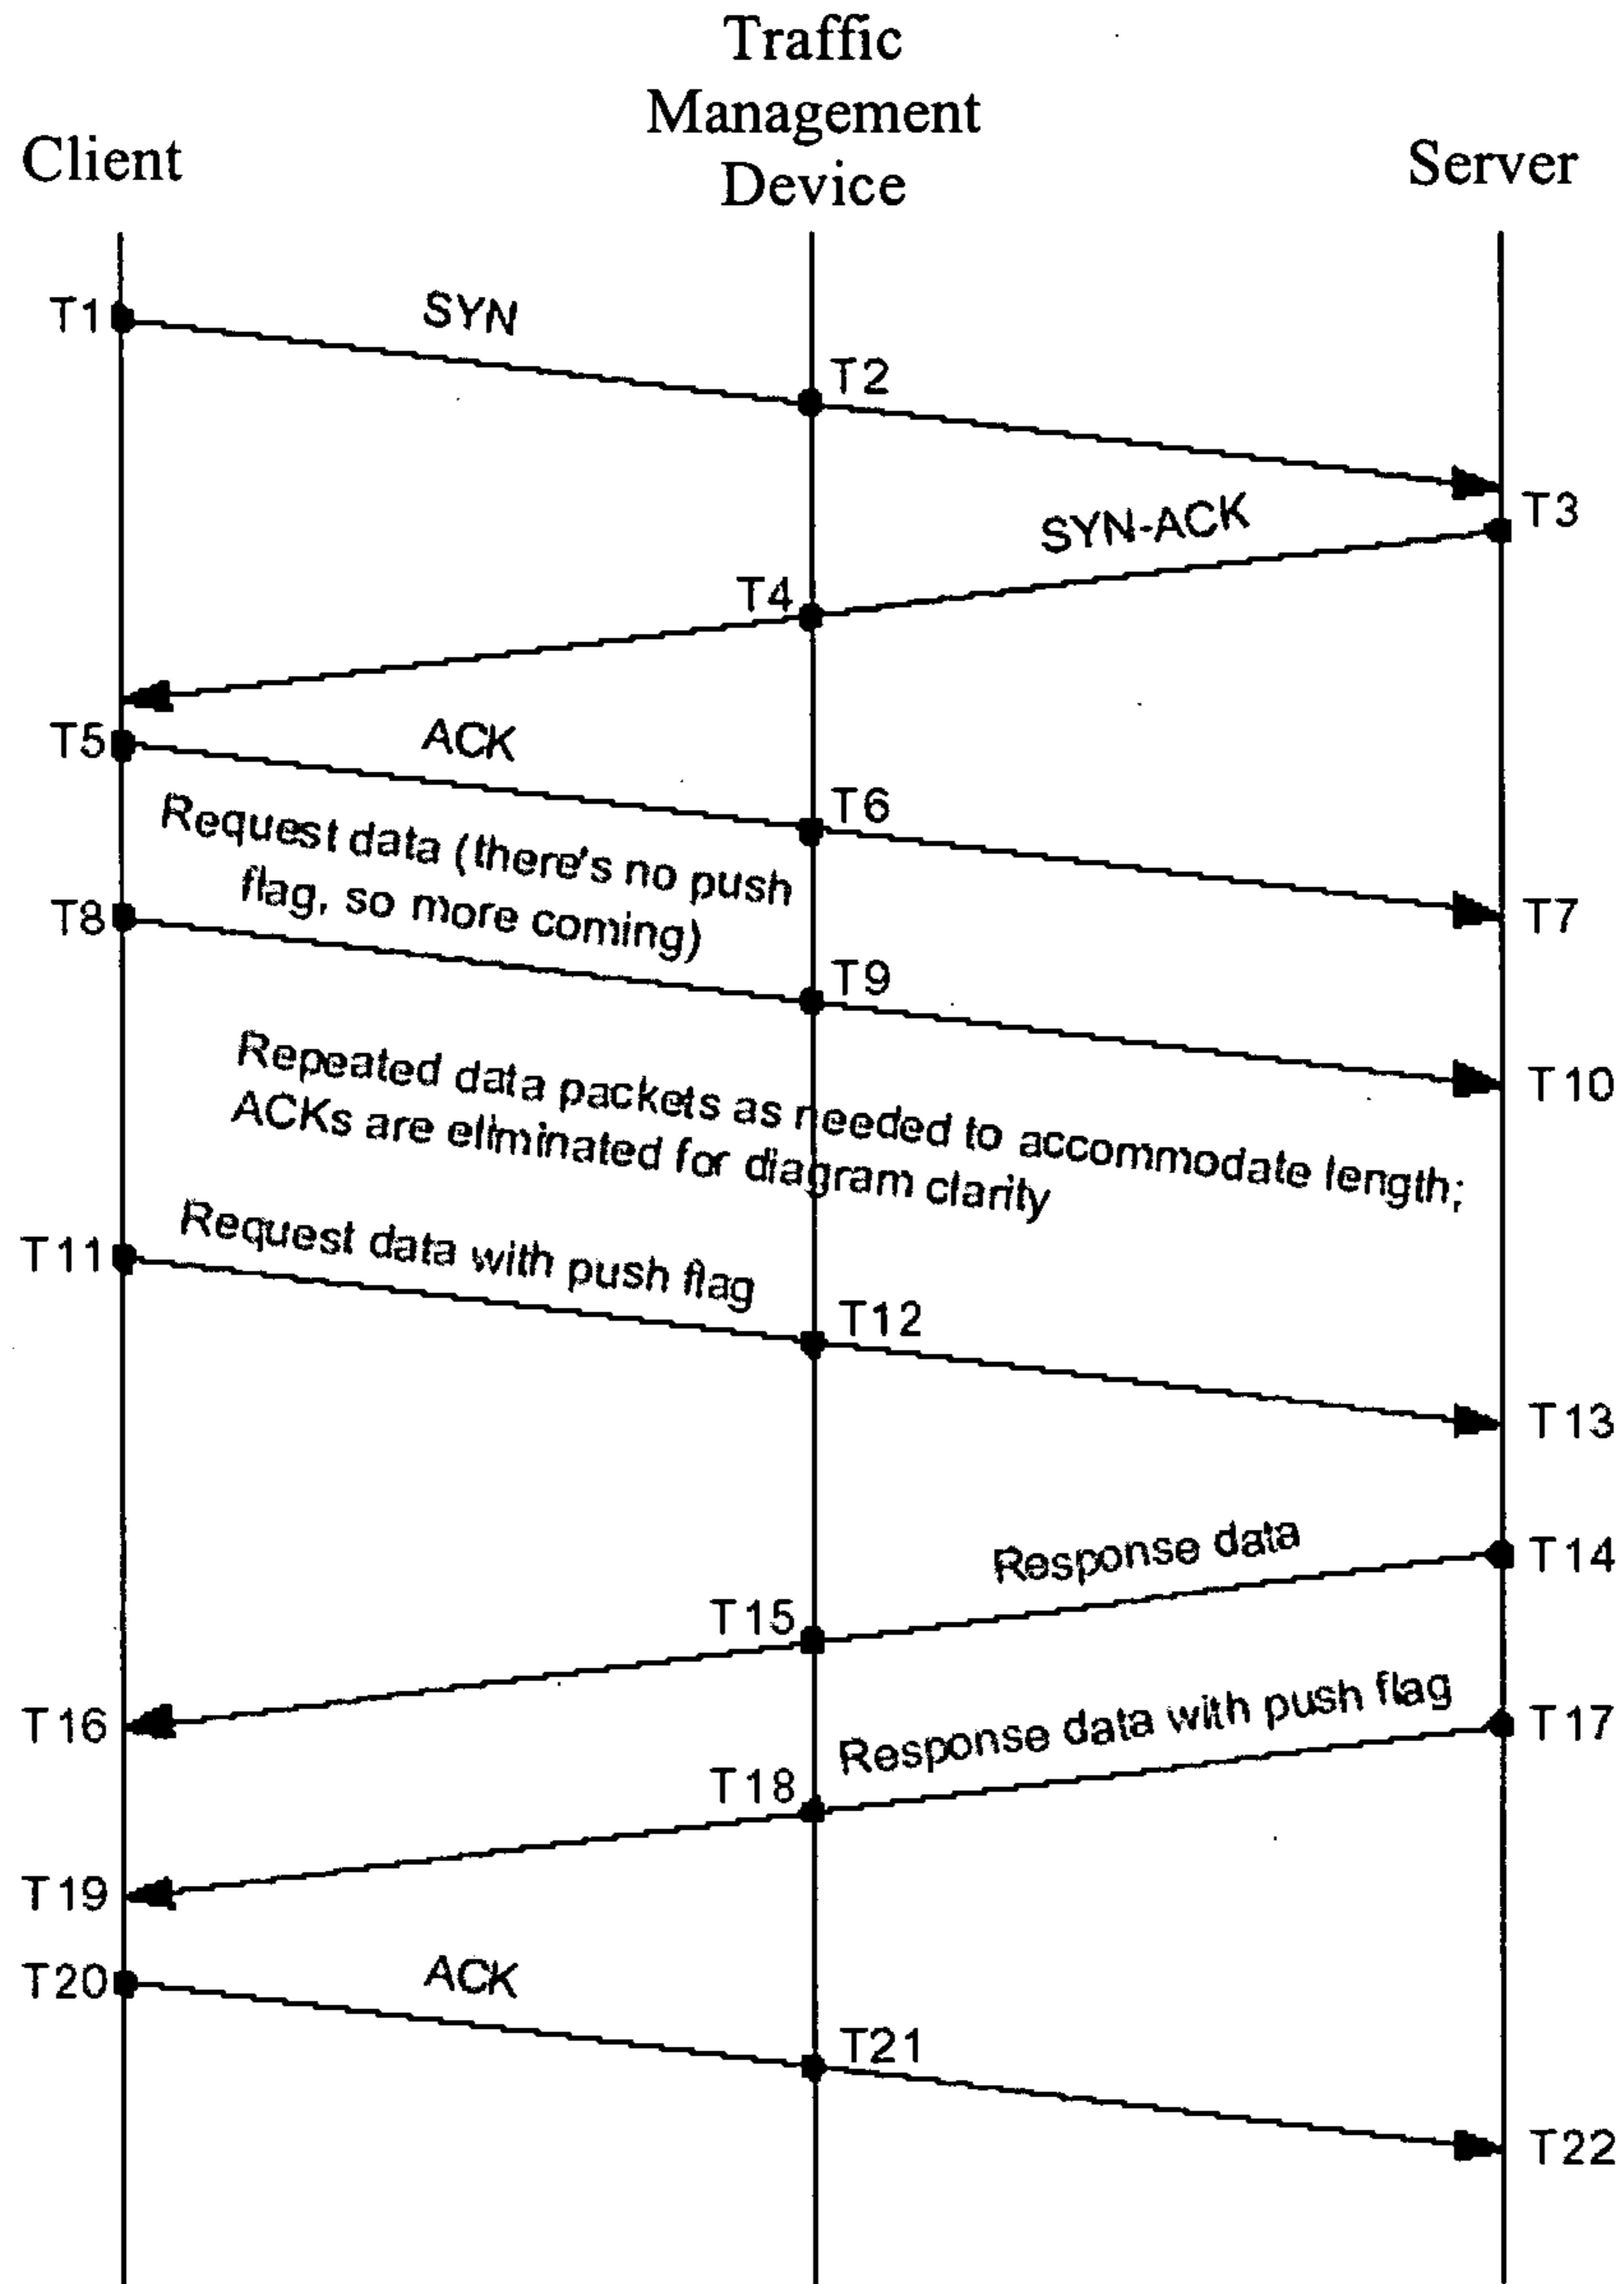 Traffic
Management
Device
Client
Server
T1
SYN
T2
T3
SYN-ACK
T4
T5
ACK
T6
Request data (there's no push
flag, so more coming)
T7
T8
T9
Repeated data packets as needed to accommodate length;
ACKs are eliminated for diagram clarity
T10
Request data with push flag
T11
T12
T13
Response data
T14
T15
Response data with push flag
T16
T17
T18
T19
ACK
T20
T21
T22